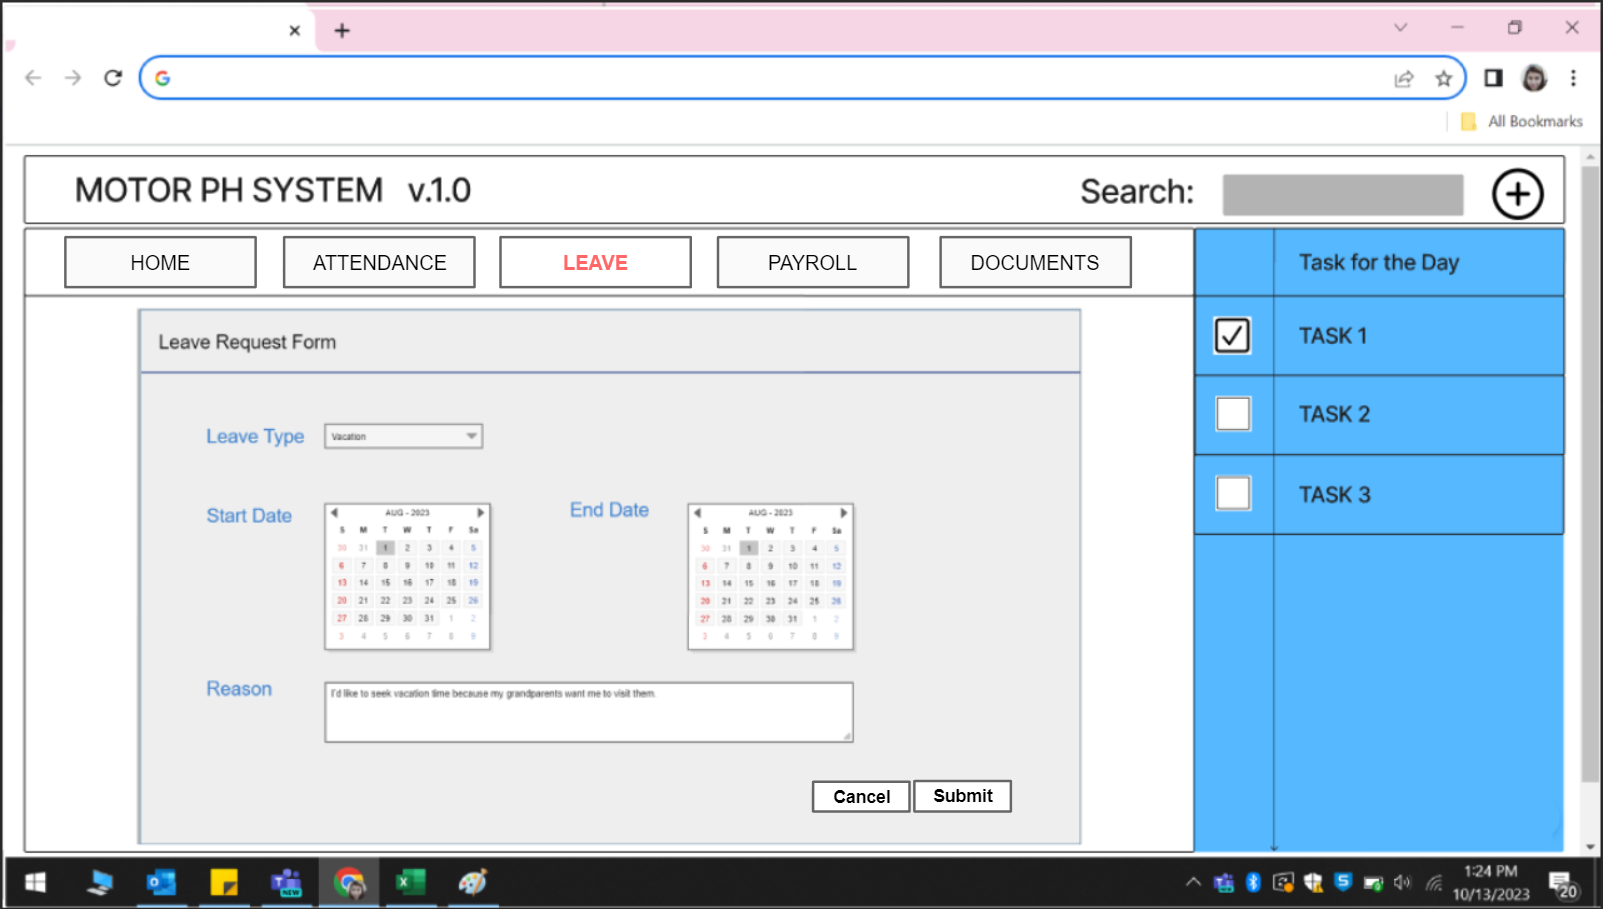 All Bookmarks
MOTOR PH SYSTEM v.1.0
Search:
HOME
ATTENDANCE
LEAVE
PAYROLL
DOCUMENTS
Task for the Day
TASK 1
TASK 2
TASK 3
Leave Request Form
Leave Type
Vacation
Start Date
AUG - 2023
S M T W T F Sa
30 31 1 2 3 4 5
6 7 8 9 10 11 12
13 14 15 16 17 18 19
20 21 22 23 24 25 26
27 28 29 30 31 1 2
3 4 5 6 7 8 9
End Date
AUG - 2023
S M T W T F Sa
30 31 1 2 3 4 5
6 7 8 9 10 11 12
13 14 15 16 17 18 19
20 21 22 23 24 25 26
27 28 29 30 31 1 2
3 4 5 6 7 8 9
Reason
I'd like to seek vacation time because my grandparents want me to visit them.
Cancel
Submit
NEW
1:24 PM
10/13/2023
20